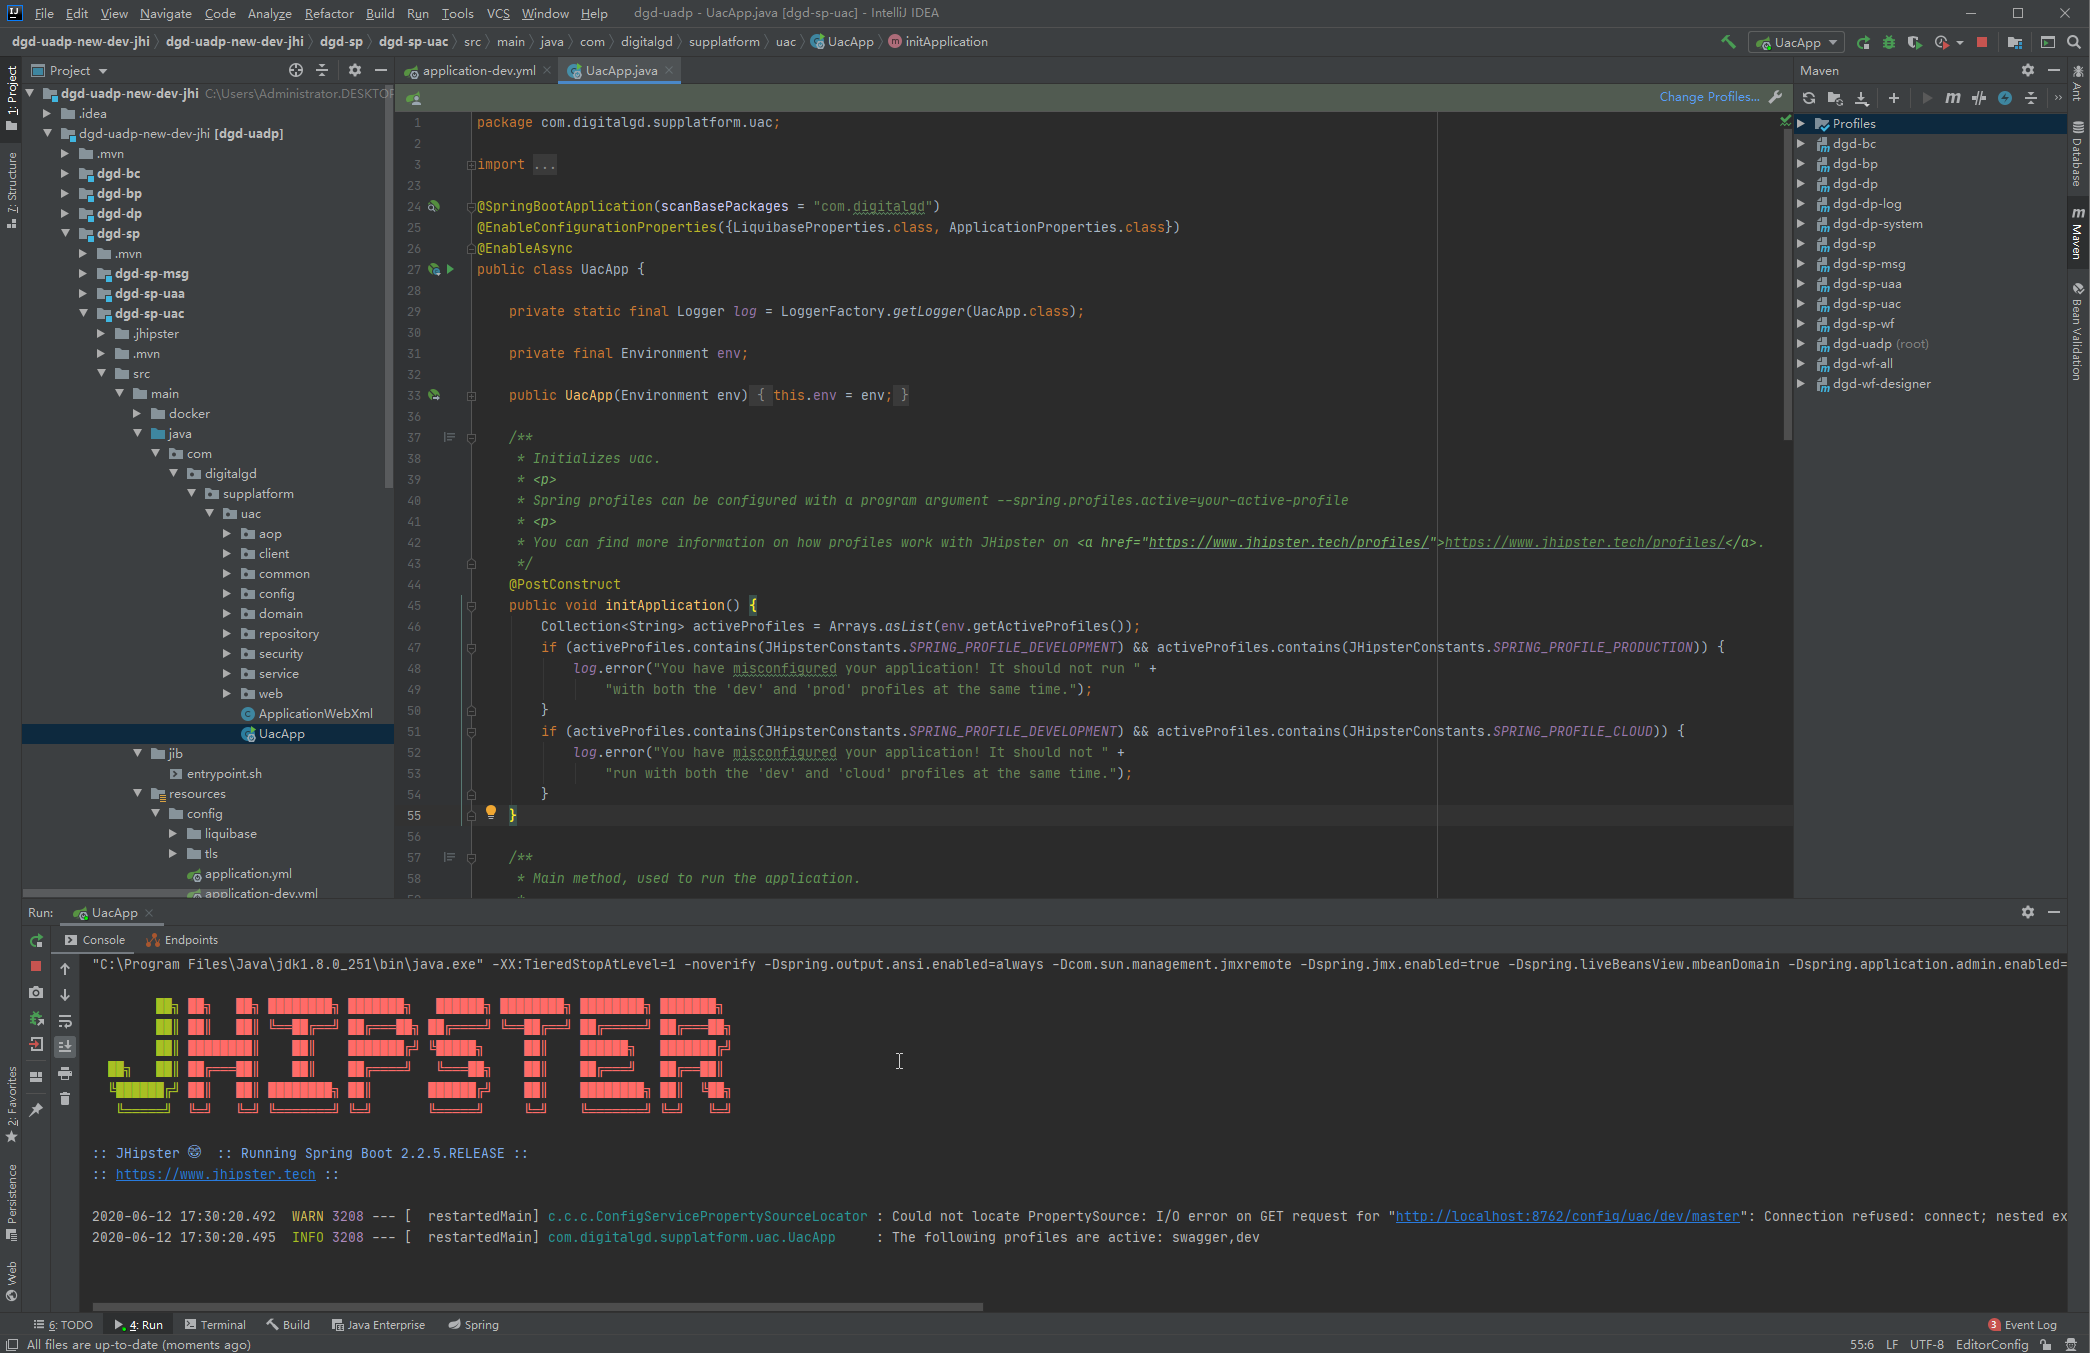 File Edit View Navigate Code Analyze Refactor Build Run Tools VCS Window Help dgd-uadp - UacApp.java [dgd-sp-uac] - IntelliJ IDEA
dgd-uadp-new-dev-jhi dgd-uadp-new-dev-jhi dgd-sp dgd-sp-uac src main java com digitalgd supplatform uac UacApp initApplication UacApp
1: Project
7: Structure
2: Favorites
Persistence
Web
Project
dgd-uadp-new-dev-jhi C:\Users\Administrator.DESKTOP
.idea
dgd-uadp-new-dev-jhi [dgd-uadp]
.mvn
dgd-bc
dgd-bp
dgd-dp
dgd-sp
.mvn
dgd-sp-msg
dgd-sp-uaa
dgd-sp-uac
.jhipster
.mvn
src
main
docker
java
com
digitalgd
supplatform
uac
aop
client
common
config
domain
repository
security
service
web
ApplicationWebXml
UacApp
jib
entrypoint.sh
resources
config
liquibase
tls
application.yml
application-dev.yml
application-dev.yml UacApp.java
Change Profiles...
1 package com.digitalgd.supplatform.uac;
2
3 import ...
23
24 @SpringBootApplication(scanBasePackages = "com.digitalgd")
25 @EnableConfigurationProperties({LiquibaseProperties.class, ApplicationProperties.class})
26 @EnableAsync
27 public class UacApp {
28
29 private static final Logger log = LoggerFactory.getLogger(UacApp.class);
30
31 private final Environment env;
32
33 public UacApp(Environment env) { this.env = env; }
36
37 /**
38 * Initializes uac.
39 * <p>
40 * Spring profiles can be configured with a program argument --spring.profiles.active=your-active-profile
41 * <p>
42 * You can find more information on how profiles work with JHipster on <a href="https://www.jhipster.tech/profiles/">https://www.jhipster.tech/profiles/</a>.
43 */
44 @PostConstruct
45 public void initApplication() {
46 Collection<String> activeProfiles = Arrays.asList(env.getActiveProfiles());
47 if (activeProfiles.contains(JHipsterConstants.SPRING_PROFILE_DEVELOPMENT) && activeProfiles.contains(JHipsterConstants.SPRING_PROFILE_PRODUCTION)) {
48 log.error("You have misconfigured your application! It should not run " +
49 "with both the 'dev' and 'prod' profiles at the same time.");
50 }
51 if (activeProfiles.contains(JHipsterConstants.SPRING_PROFILE_DEVELOPMENT) && activeProfiles.contains(JHipsterConstants.SPRING_PROFILE_CLOUD)) {
52 log.error("You have misconfigured your application! It should not " +
53 "run with both the 'dev' and 'cloud' profiles at the same time.");
54 }
55 }
56
57 /**
58 * Main method, used to run the application.
Maven
Profiles
dgd-bc
dgd-bp
dgd-dp
dgd-dp-log
dgd-dp-system
dgd-sp
dgd-sp-msg
dgd-sp-uaa
dgd-sp-uac
dgd-sp-wf
dgd-uadp (root)
dgd-wf-all
dgd-wf-designer
Ant
Database
Maven
Bean Validation
Run: UacApp
Console Endpoints
"C:\Program Files\Java\jdk1.8.0_251\bin\java.exe" -XX:TieredStopAtLevel=1 -noverify -Dspring.output.ansi.enabled=always -Dcom.sun.management.jmxremote -Dspring.jmx.enabled=true -Dspring.liveBeansView.mbeanDomain -Dspring.application.admin.enabled=
JHIPSTER
:: JHipster 🤓 :: Running Spring Boot 2.2.5.RELEASE ::
:: https://www.jhipster.tech ::
2020-06-12 17:30:20.492 WARN 3208 --- [ restartedMain] c.c.c.ConfigServicePropertySourceLocator : Could not locate PropertySource: I/O error on GET request for "http://localhost:8762/config/uac/dev/master": Connection refused: connect; nested ex
2020-06-12 17:30:20.495 INFO 3208 --- [ restartedMain] com.digitalgd.supplatform.uac.UacApp : The following profiles are active: swagger,dev
6: TODO 4: Run Terminal Build Java Enterprise Spring 3 Event Log
All files are up-to-date (moments ago) 55:6 LF UTF-8 EditorConfig